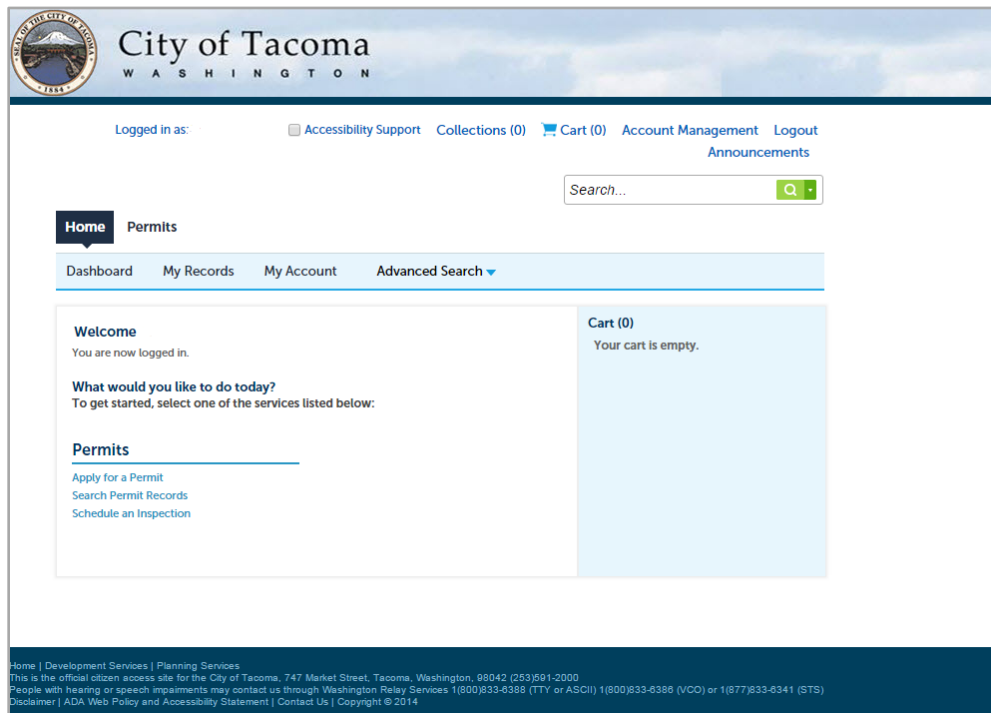 SEAL OF THE CITY OF TACOMA
1884
City of Tacoma
WASHINGTON
Logged in as:
Accessibility Support Collections (0) Cart (0) Account Management Logout
Announcements
Search...
Home Permits
Dashboard My Records My Account Advanced Search
Welcome
You are now logged in.
What would you like to do today?
To get started, select one of the services listed below:
Permits
Apply for a Permit
Search Permit Records
Schedule an Inspection
Cart (0)
Your cart is empty.
Home | Development Services | Planning Services
This is the official citizen access site for the City of Tacoma, 747 Market Street, Tacoma, Washington, 98042 (253)591-2000
People with hearing or speech impairments may contact us through Washington Relay Services 1(800)833-6388 (TTY or ASCII) 1(800)833-6386 (VCO) or 1(877)833-6341 (STS)
Disclaimer | ADA Web Policy and Accessibility Statement | Contact Us | Copyright © 2014